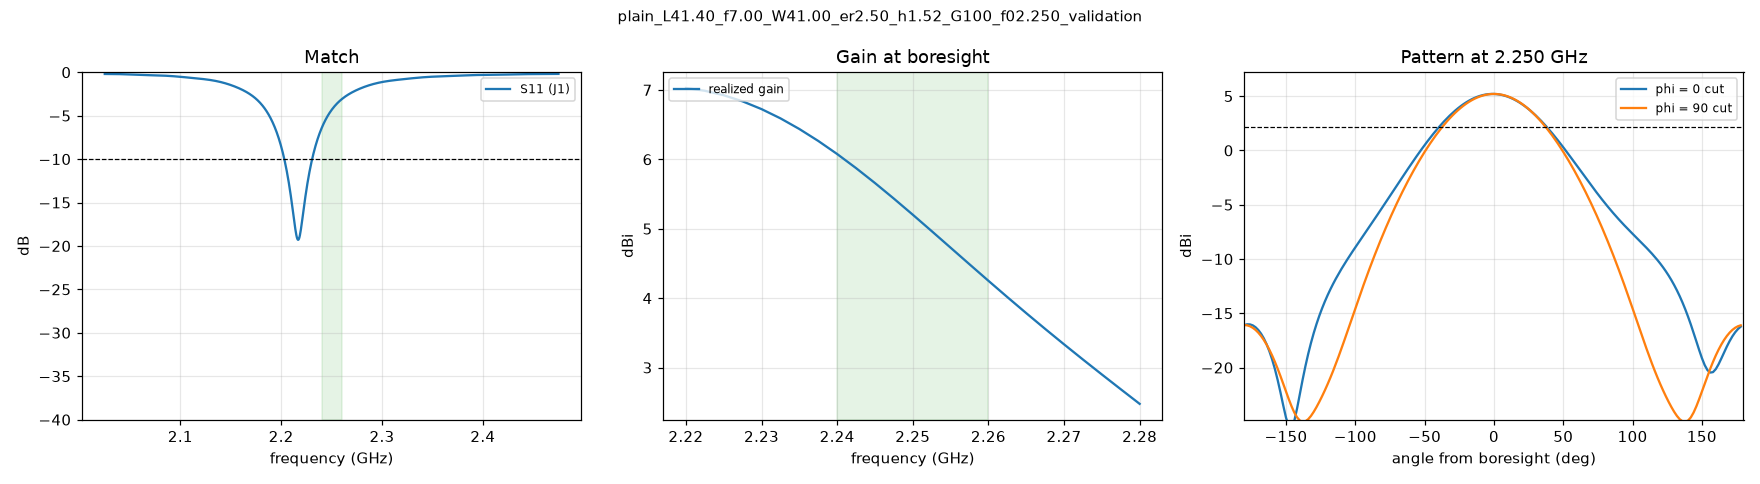 plain_L41.40_f7.00_W41.00_er2.50_h1.52_G100_f02.250_validation
Match
0
−5
−10
−15
−20
−25
−30
−35
−40
dB
S11 (J1)
2.1
2.2
2.3
2.4
frequency (GHz)
Gain at boresight
7
6
5
4
3
dBi
realized gain
2.22
2.23
2.24
2.25
2.26
2.27
2.28
frequency (GHz)
Pattern at 2.250 GHz
5
0
−5
−10
−15
−20
dBi
phi = 0 cut
phi = 90 cut
−150
−100
−50
0
50
100
150
angle from boresight (deg)